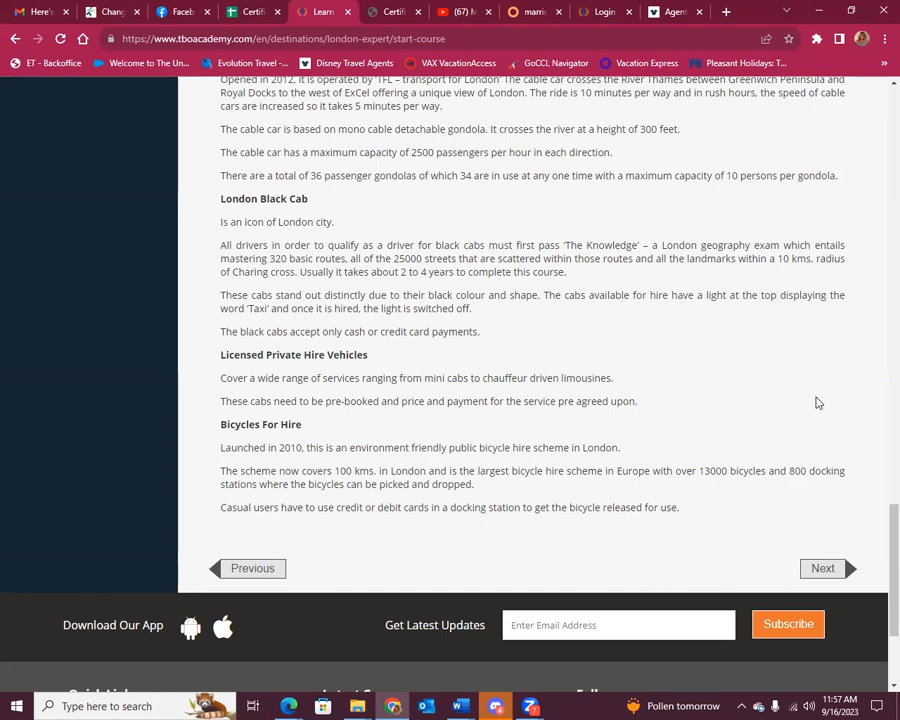 Here's
Chang
Faceb
Certifi
Learn
Certifi
(67) M
marri
Login
Agent
https://www.tboacademy.com/en/destinations/london-expert/start-course
ET - Backoffice
Welcome to The Un...
Evolution Travel -...
Disney Travel Agents
VAX VacationAccess
GoCCL Navigator
Vacation Express
Pleasant Holidays: T...
Opened in 2012, it is operated by 'TFL – transport for London' The cable car crosses the River Thames between Greenwich Peninsula and
Royal Docks to the west of ExCel offering a unique view of London. The ride is 10 minutes per way and in rush hours, the speed of cable
cars are increased so it takes 5 minutes per way.
The cable car is based on mono cable detachable gondola. It crosses the river at a height of 300 feet.
The cable car has a maximum capacity of 2500 passengers per hour in each direction.
There are a total of 36 passenger gondolas of which 34 are in use at any one time with a maximum capacity of 10 persons per gondola.
London Black Cab
Is an icon of London city.
All drivers in order to qualify as a driver for black cabs must first pass 'The Knowledge' – a London geography exam which entails
mastering 320 basic routes, all of the 25000 streets that are scattered within those routes and all the landmarks within a 10 kms. radius
of Charing cross. Usually it takes about 2 to 4 years to complete this course.
These cabs stand out distinctly due to their black colour and shape. The cabs available for hire have a light at the top displaying the
word 'Taxi' and once it is hired, the light is switched off.
The black cabs accept only cash or credit card payments.
Licensed Private Hire Vehicles
Cover a wide range of services ranging from mini cabs to chauffeur driven limousines.
These cabs need to be pre-booked and price and payment for the service pre agreed upon.
Bicycles For Hire
Launched in 2010, this is an environment friendly public bicycle hire scheme in London.
The scheme now covers 100 kms. in London and is the largest bicycle hire scheme in Europe with over 13000 bicycles and 800 docking
stations where the bicycles can be picked and dropped.
Casual users have to use credit or debit cards in a docking station to get the bicycle released for use.
Previous
Next
Download Our App
Get Latest Updates
Enter Email Address
Subscribe
Type here to search
Pollen tomorrow
11:57 AM
9/16/2023